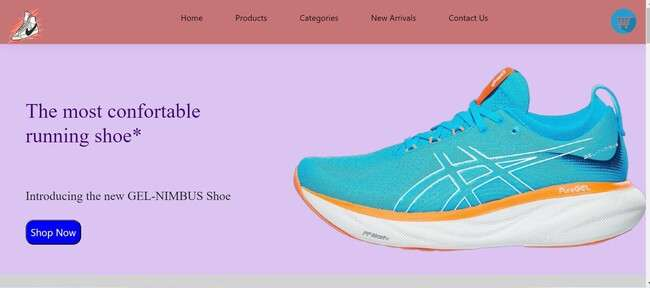 Home Products Categories New Arrivals Contact Us
The most confortable
running shoe*
Introducing the new GEL-NIMBUS Shoe
Shop Now
PureGEL